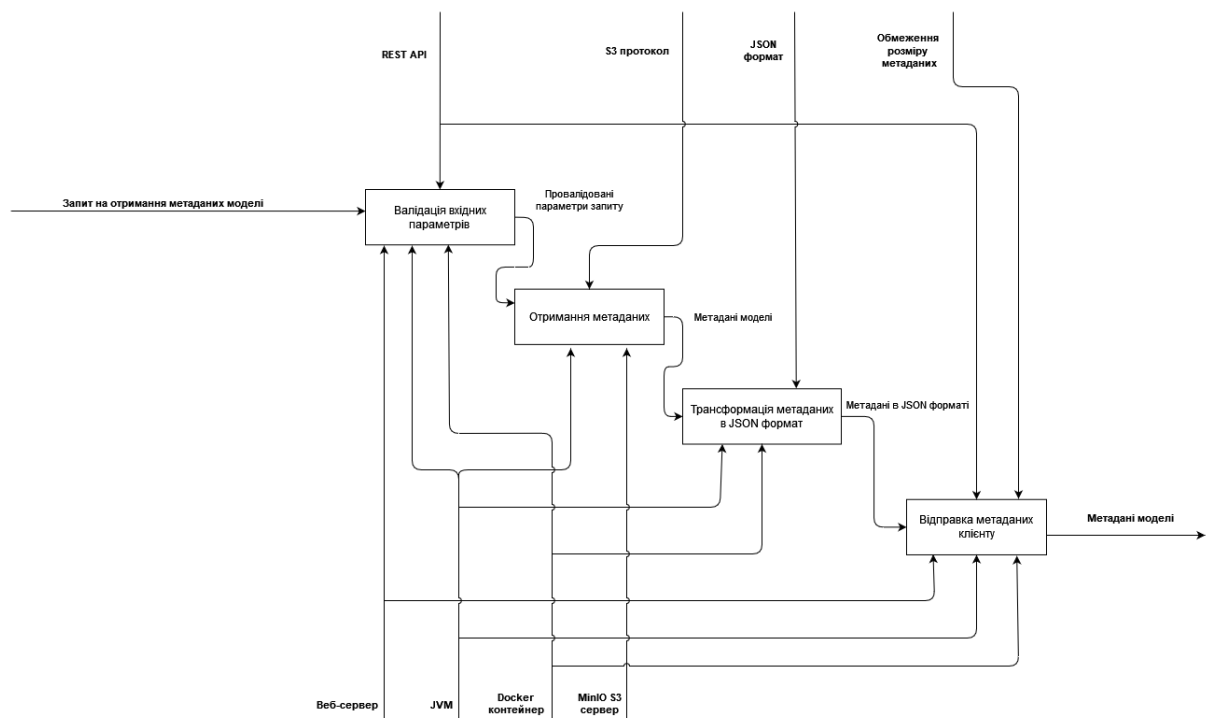 REST API
S3 протокол
JSON
формат
Обмеження
розміру
метаданих
Запит на отримання метаданих моделі
Валідація вхідних
параметрів
Провалідовані
параметри запиту
Отримання метаданих
Метадані моделі
Трансформація метаданих
в JSON формат
Метадані в JSON форматі
Відправка метаданих
клієнту
Метадані моделі
Веб-сервер
JVM
Docker
контейнер
MinIO S3
сервер